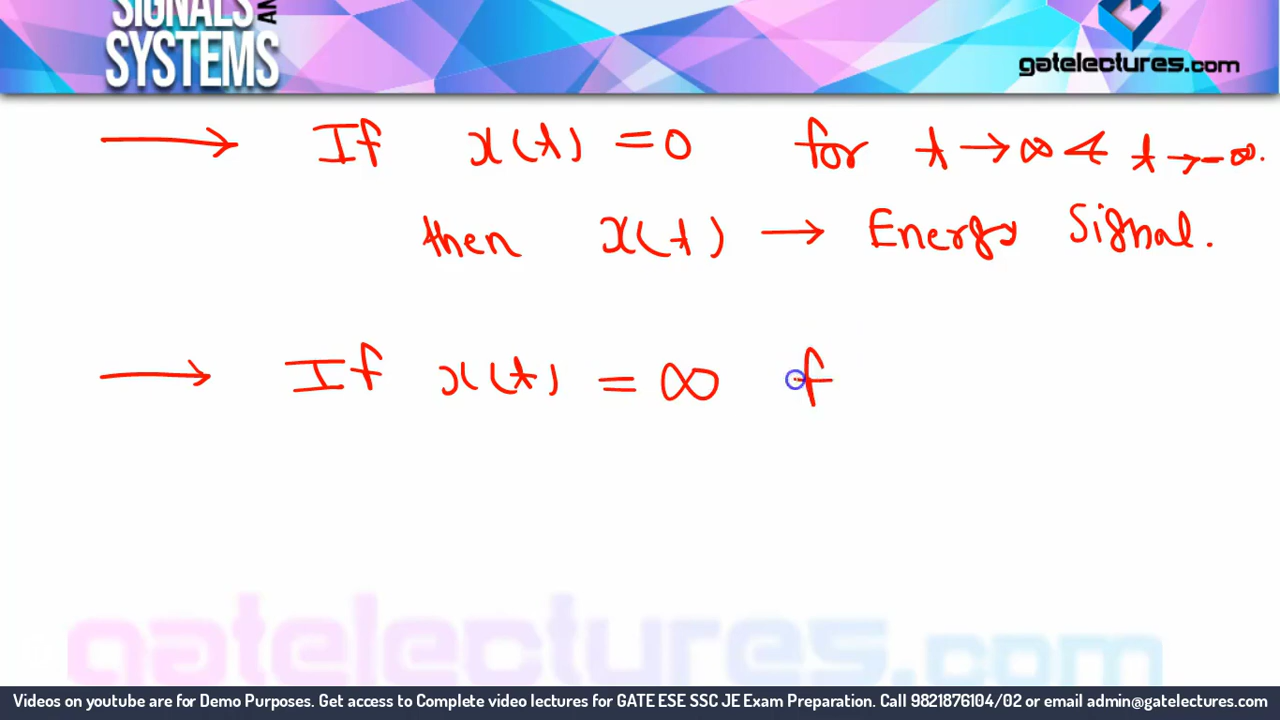 SIGNALS AND
SYSTEMS
gatelectures.com
→ If x(t) = 0 for t → ∞ & t → -∞.
then x(t) → Energy Signal.
→ If x(t) = ∞ f
gatelectures.com
Videos on youtube are for Demo Purposes. Get access to Complete video lectures for GATE ESE SSC JE Exam Preparation. Call 9821876104/02 or email admin@gatelectures.com